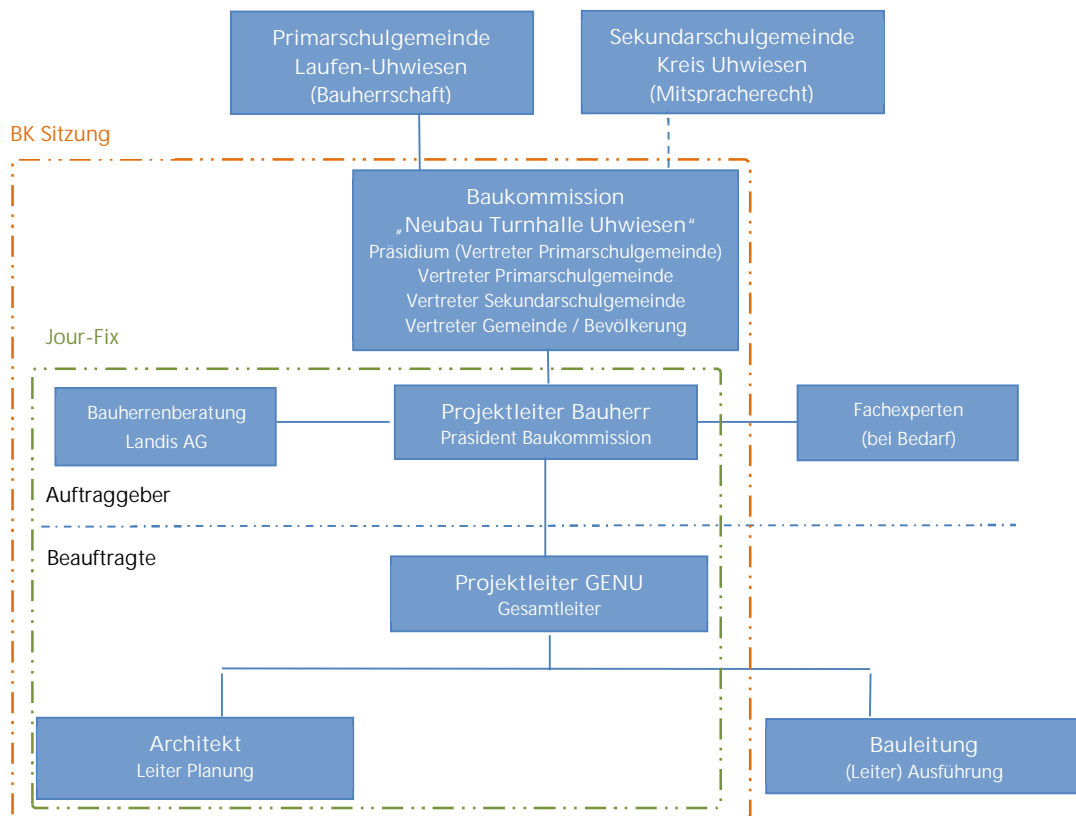 Primarschulgemeinde
Laufen-Uhwiesen
(Bauherrschaft)
Sekundarschulgemeinde
Kreis Uhwiesen
(Mitspracherecht)
BK Sitzung
Baukommission
„Neubau Turnhalle Uhwiesen“
Präsidium (Vertreter Primarschulgemeinde)
Vertreter Primarschulgemeinde
Vertreter Sekundarschulgemeinde
Vertreter Gemeinde / Bevölkerung
Jour-Fix
Bauherrenberatung
Landis AG
Projektleiter Bauherr
Präsident Baukommission
Fachexperten
(bei Bedarf)
Auftraggeber
Beauftragte
Projektleiter GENU
Gesamtleiter
Architekt
Leiter Planung
Bauleitung
(Leiter) Ausführung